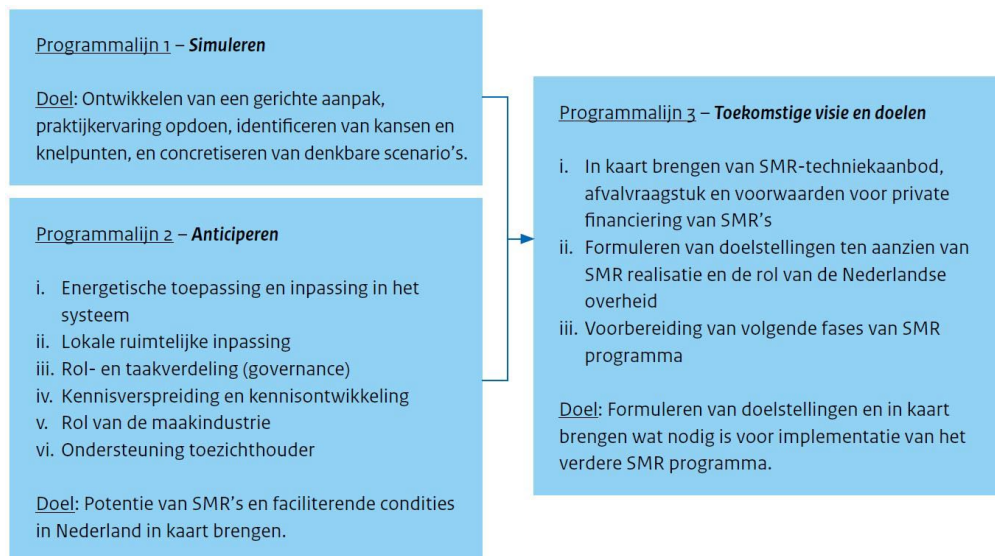 Programmalijn 1 – Simuleren
Doel: Ontwikkelen van een gerichte aanpak,
praktijkervaring opdoen, identificeren van kansen en
knelpunten, en concretiseren van denkbare scenario's.
Programmalijn 2 – Anticiperen
i. Energetische toepassing en inpassing in het
systeem
ii. Lokale ruimtelijke inpassing
iii. Rol- en taakverdeling (governance)
iv. Kennisverspreiding en kennisontwikkeling
v. Rol van de maakindustrie
vi. Ondersteuning toezichthouder
Doel: Potentie van SMR's en faciliterende condities
in Nederland in kaart brengen.
Programmalijn 3 – Toekomstige visie en doelen
i. In kaart brengen van SMR-techniekaanbod,
afvalvraagstuk en voorwaarden voor private
financiering van SMR's
ii. Formuleren van doelstellingen ten aanzien van
SMR realisatie en de rol van de Nederlandse
overheid
iii. Voorbereiding van volgende fases van SMR
programma
Doel: Formuleren van doelstellingen en in kaart
brengen wat nodig is voor implementatie van het
verdere SMR programma.